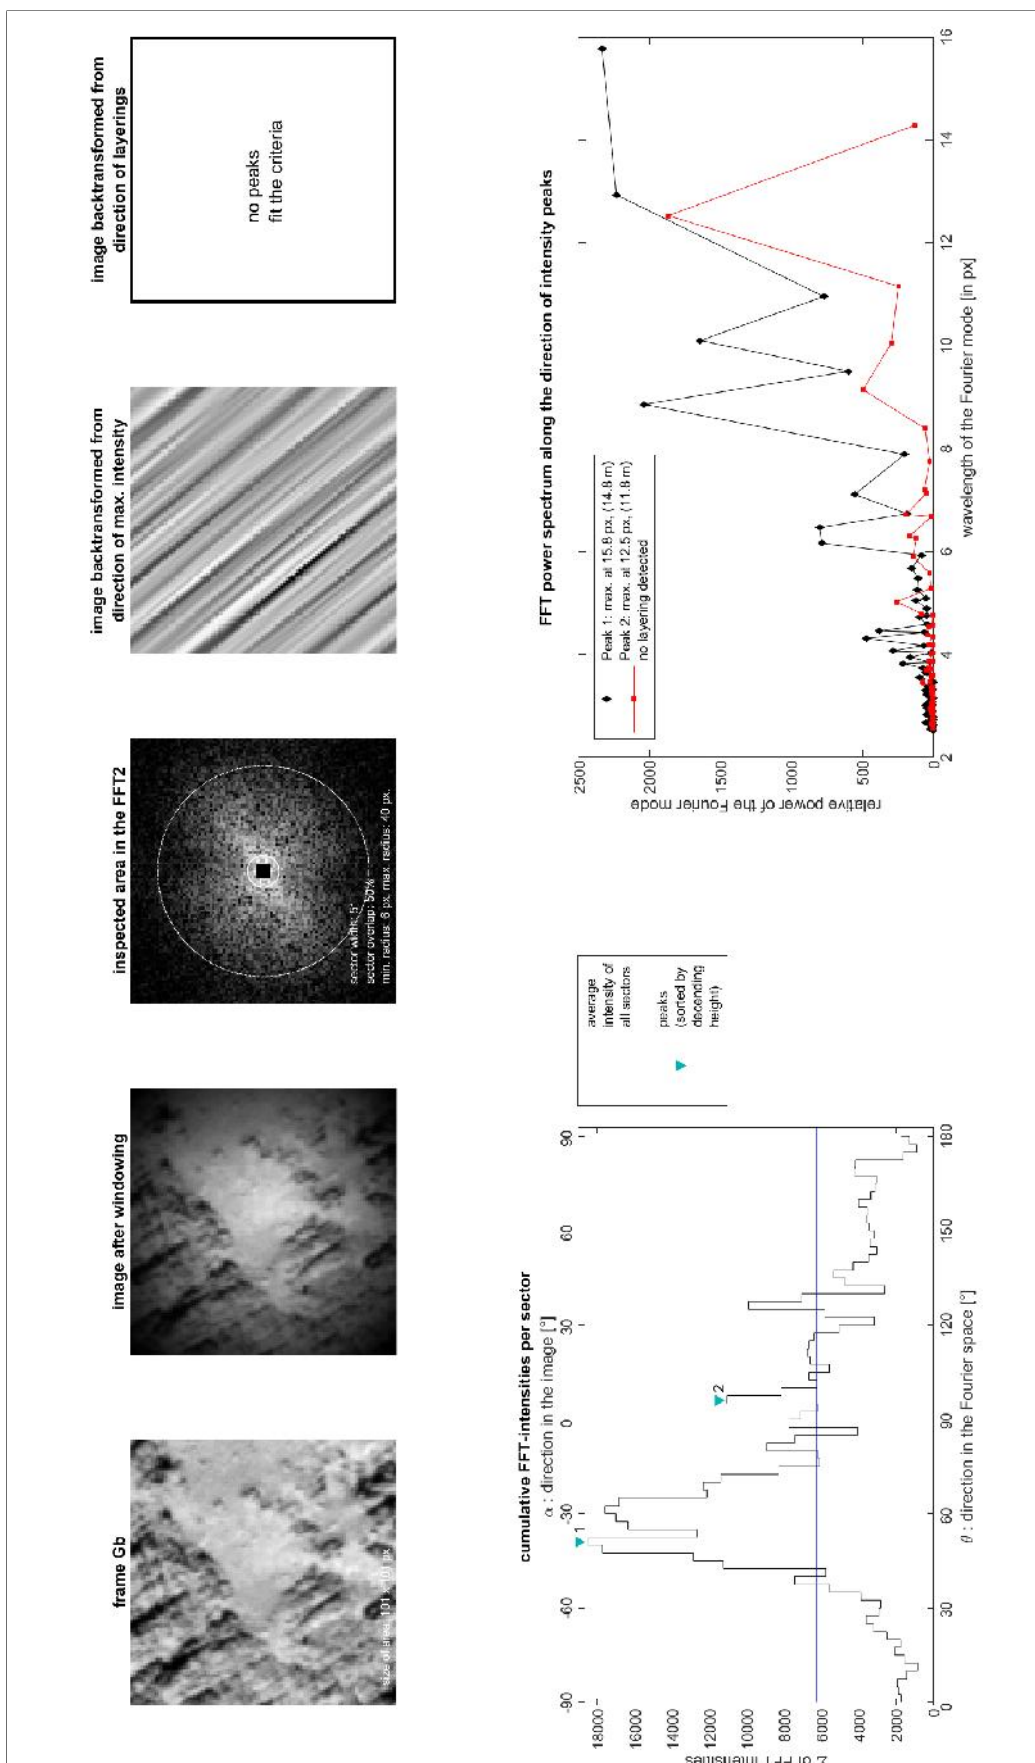 frame Gb
size of area: 101 x 101 px
image after windowing
inspected area in the FFT2
sector width: 5°
sector overlap: 50%
min. radius: 6 px, max. radius: 40 px.
image backtransformed from
direction of max. intensity
image backtransformed from
direction of layerings
no peaks
fit the criteria
cumulative FFT-intensities per sector
α : direction in the image [°]
-90 -60 -30 0 30 60 90
18000
16000
14000
12000
10000
8000
6000
4000
2000
0
Σ of FFT-intensities
1
2
0 30 60 90 120 150 180
θ : direction in the Fourier space [°]
average
intensity of
all sectors
peaks
(sorted by
decending
height)
FFT power spectrum along the direction of intensity peaks
Peak 1: max. at 15.8 px, (14.8 m)
Peak 2: max. at 12.5 px, (11.8 m)
no layering detected
2500
2000
1500
1000
500
0
relative power of the Fourier mode
2 4 6 8 10 12 14 16
wavelength of the Fourier mode [in px]